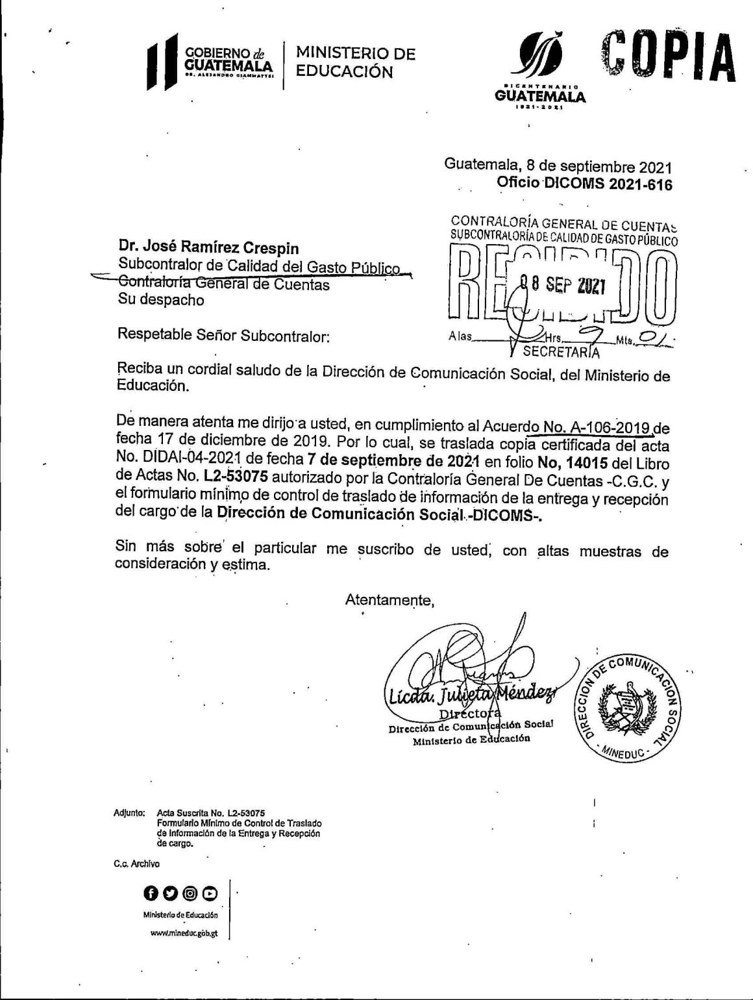 GOBIERNO de
GUATEMALA
DR. ALEJANDRO GIAMMATTEI
MINISTERIO DE
EDUCACIÓN
BICENTENARIO
GUATEMALA
1821-2021
COPIA
Guatemala, 8 de septiembre 2021
Oficio DICOMS 2021-616
CONTRALORÍA GENERAL DE CUENTAS
SUBCONTRALORÍA DE CALIDAD DE GASTO PÚBLICO
RECIBIDO
08 SEP 2021
A las Hrs. 9 Mts. 01
SECRETARÍA
Dr. José Ramírez Crespin
Subcontralor de Calidad del Gasto Público
Contraloría General de Cuentas
Su despacho
Respetable Señor Subcontralor:
Reciba un cordial saludo de la Dirección de Comunicación Social, del Ministerio de
Educación.
De manera atenta me dirijo a usted, en cumplimiento al Acuerdo No. A-106-2019 de
fecha 17 de diciembre de 2019. Por lo cual, se traslada copia certificada del acta
No. DIDAI-04-2021 de fecha 7 de septiembre de 2021 en folio No, 14015 del Libro
de Actas No. L2-53075 autorizado por la Contraloría General De Cuentas -C.G.C. y
el formulario mínimo de control de traslado de información de la entrega y recepción
del cargo de la Dirección de Comunicación Social -DICOMS-.
Sin más sobre el particular me suscribo de usted, con altas muestras de
consideración y estima.
Atentamente,
Licda. Julieta Méndez
Directora
Dirección de Comunicación Social
Ministerio de Educación
DIRECCION DE COMUNICACION SOCIAL
- MINEDUC -
Adjunto: Acta Suscrita No. L2-53075
Formulario Mínimo de Control de Traslado
de Información de la Entrega y Recepción
de cargo.
C.c. Archivo
Ministerio de Educación
www.mineduc.gob.gt